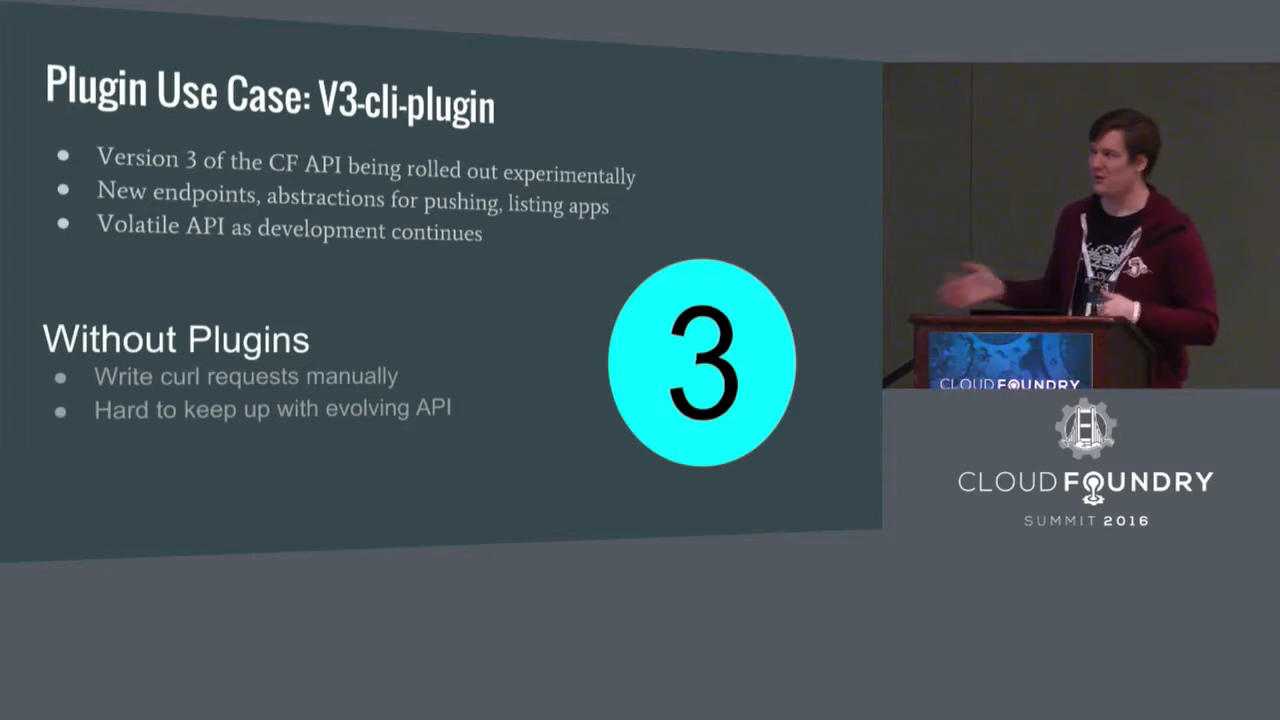 Plugin Use Case: V3-cli-plugin
Version 3 of the CF API being rolled out experimentally
New endpoints, abstractions for pushing, listing apps
Volatile API as development continues
Without Plugins
Write curl requests manually
Hard to keep up with evolving API
3
CLOUD FOUNDRY
CLOUD FOUNDRY
SUMMIT 2016